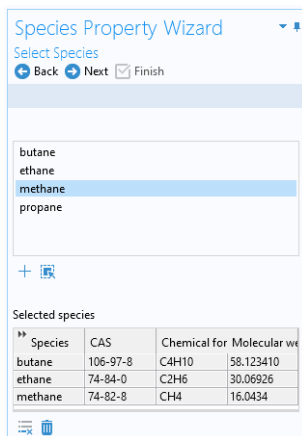 Species Property Wizard
Select Species
Back Next Finish
butane
ethane
methane
propane
Selected species
Species CAS Chemical for Molecular we
butane 106-97-8 C4H10 58.123410
ethane 74-84-0 C2H6 30.06926
methane 74-82-8 CH4 16.0434